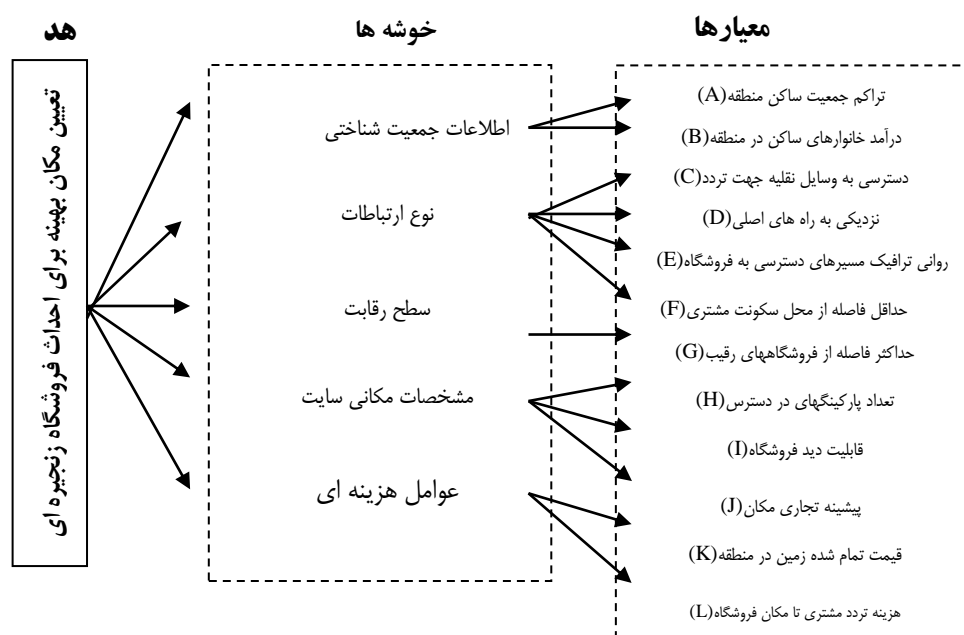 معیارها
خوشه ها
هد
تراکم جمعیت ساکن منطقه(A)
درآمد خانوارهای ساکن در منطقه(B)
دسترسی به وسایل نقلیه جهت تردد(C)
نزدیکی به راه های اصلی(D)
روانی ترافیک مسیرهای دسترسی به فروشگاه(E)
حداقل فاصله از محل سکونت مشتری(F)
حداکثر فاصله از فروشگاههای رقیب(G)
تعداد پارکینگهای در دسترس(H)
قابلیت دید فروشگاه(I)
پیشینه تجاری مکان(J)
قیمت تمام شده زمین در منطقه(K)
هزینه تردد مشتری تا مکان فروشگاه(L)
اطلاعات جمعیت شناختی
نوع ارتباطات
سطح رقابت
مشخصات مکانی سایت
عوامل هزینه ای
تعیین مکان بهینه برای احداث فروشگاه زنجیره ای